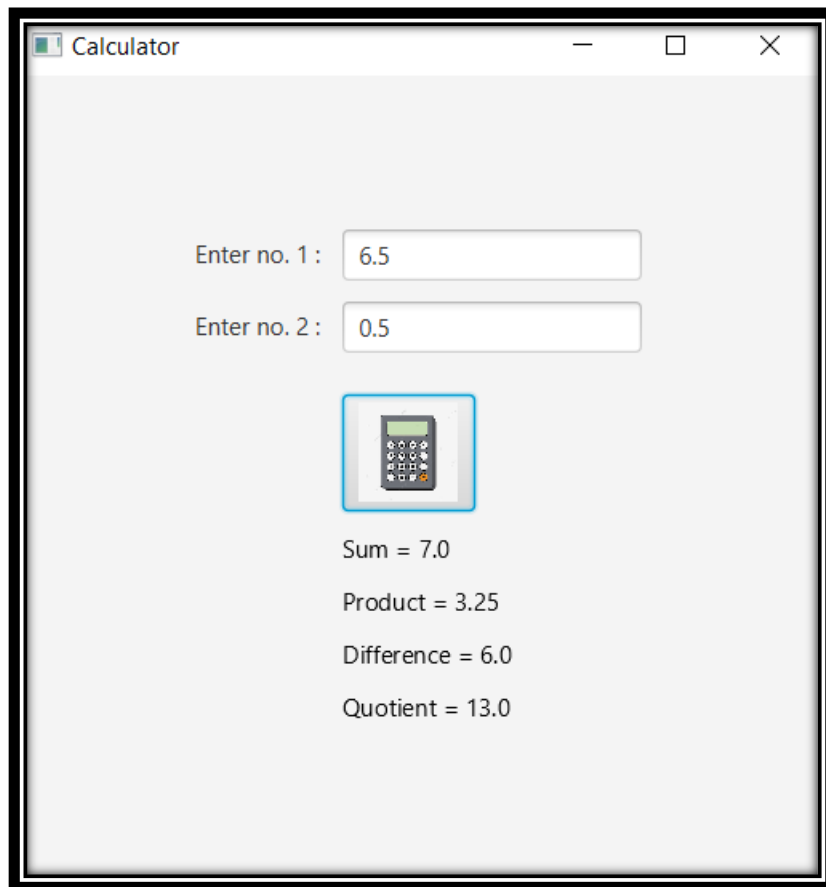 Calculator
Enter no. 1 : 6.5
Enter no. 2 : 0.5
Sum = 7.0
Product = 3.25
Difference = 6.0
Quotient = 13.0